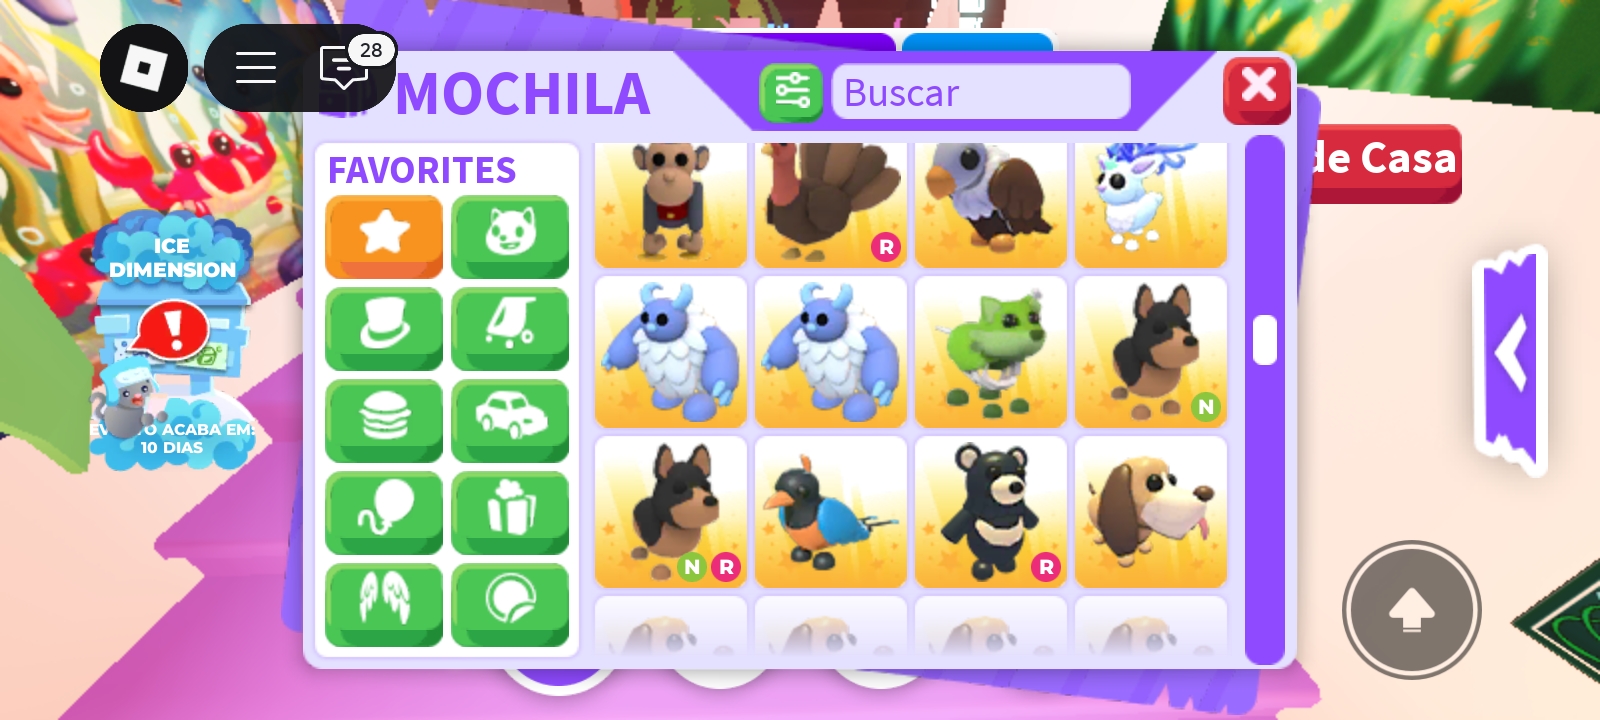 28
MOCHILA
Buscar
de Casa
FAVORITES
ICE
DIMENSION
ACABA EM:
10 DIAS
R
N
N R
R